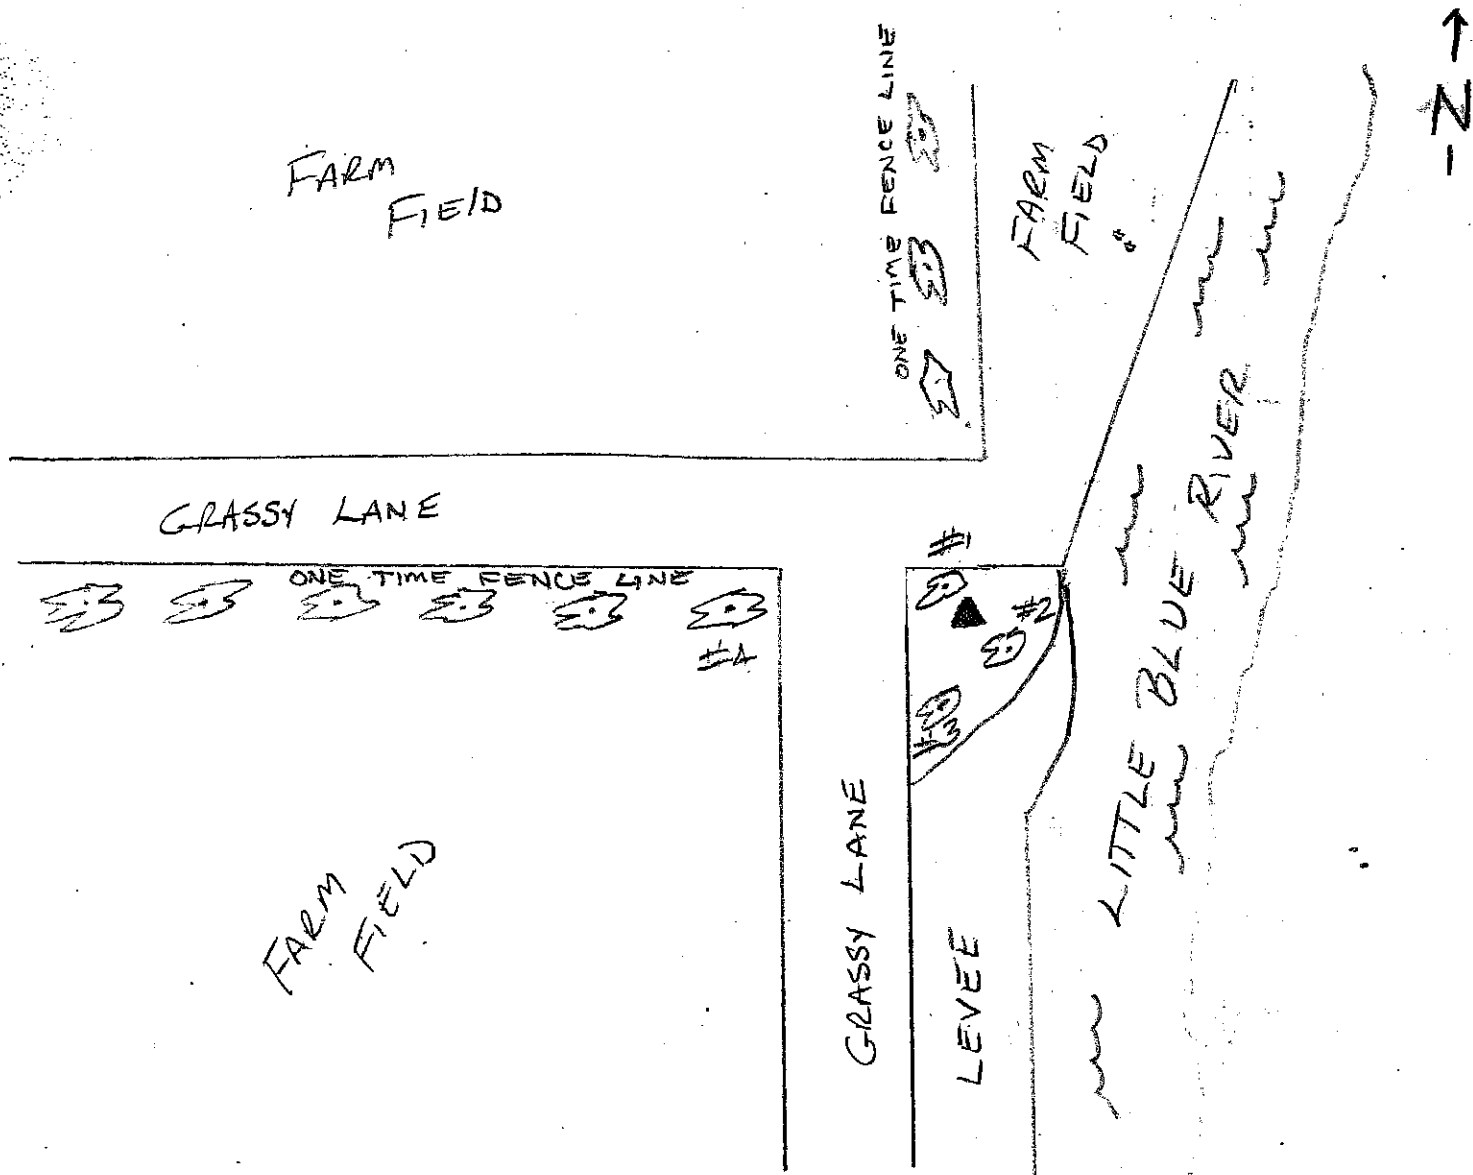 FARM
FIELD
ONE TIME FENCE LINE
FARM
FIELD
N
GRASSY LANE
ONE TIME FENCE LINE
#1
#2
#3
#4
LITTLE BLUE RIVER
FARM
FIELD
GRASSY LANE
LEVEE